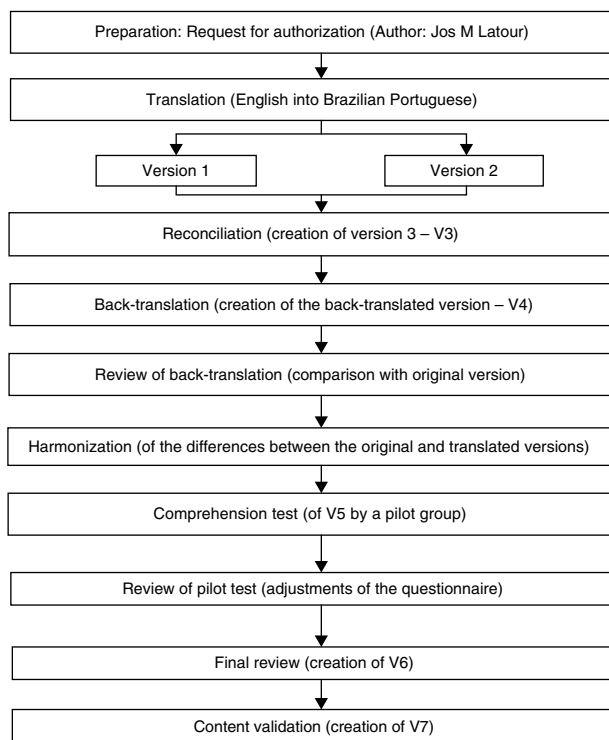 Preparation: Request for authorization (Author: Jos M Latour)
Translation (English into Brazilian Portuguese)
Version 1
Version 2
Reconciliation (creation of version 3 – V3)
Back-translation (creation of the back-translated version – V4)
Review of back-translation (comparison with original version)
Harmonization (of the differences between the original and translated versions)
Comprehension test (of V5 by a pilot group)
Review of pilot test (adjustments of the questionnaire)
Final review (creation of V6)
Content validation (creation of V7)